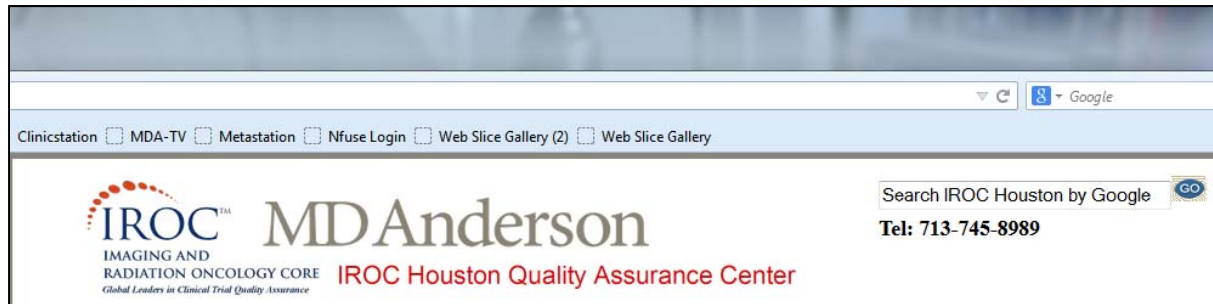 Google
Clinicstation MDA-TV Metastation Nfuse Login Web Slice Gallery (2) Web Slice Gallery
IROC™
IMAGING AND
RADIATION ONCOLOGY CORE
Global Leaders in Clinical Trial Quality Assurance
MD Anderson
IROC Houston Quality Assurance Center
Search IROC Houston by Google GO
Tel: 713-745-8989